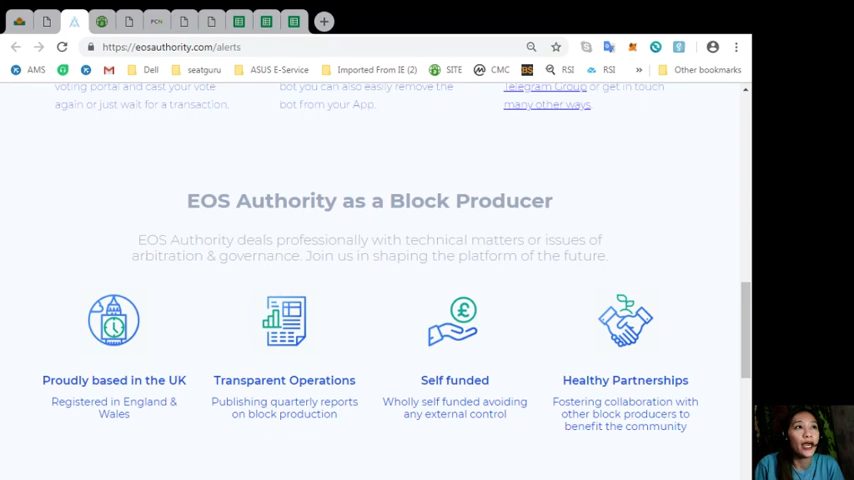 PCN
https://eosauthority.com/alerts
AMS
Dell
seatguru
ASUS E-Service
Imported From IE (2)
SITE
CMC
BS
RSI
RSI
»
Other bookmarks
voting portal and cast your vote
again or just wait for a transaction.
bot you can also easily remove the
bot from your App.
Telegram Group or get in touch
many other ways.
EOS Authority as a Block Producer
EOS Authority deals professionally with technical matters or issues of
arbitration & governance. Join us in shaping the platform of the future.
Proudly based in the UK
Registered in England &
Wales
Transparent Operations
Publishing quarterly reports
on block production
Self funded
Wholly self funded avoiding
any external control
Healthy Partnerships
Fostering collaboration with
other block producers to
benefit the community